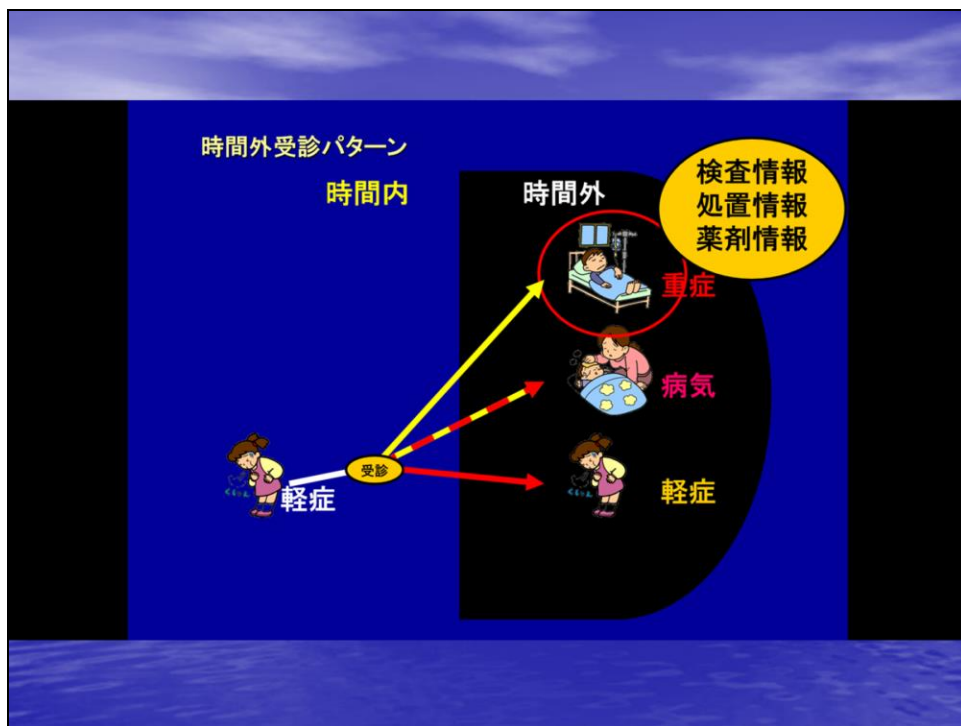 時間外受診パターン
時間内
時間外
検査情報
処置情報
薬剤情報
重症
病気
受診
軽症
軽症